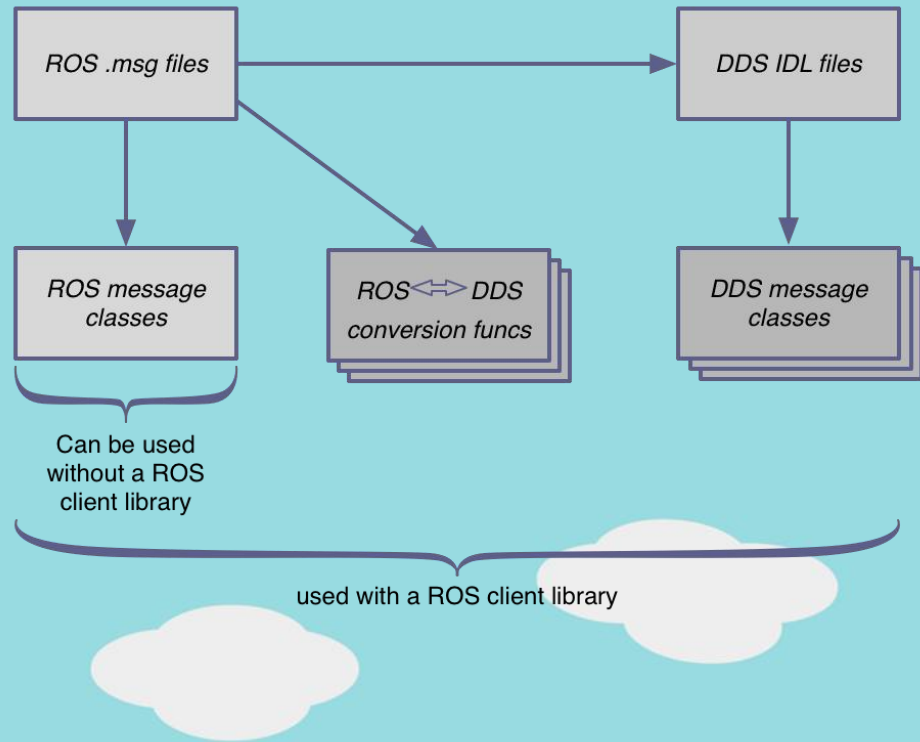 ROS .msg files
DDS IDL files
ROS message
classes
ROS DDS
conversion funcs
DDS message
classes
Can be used
without a ROS
client library
used with a ROS client library